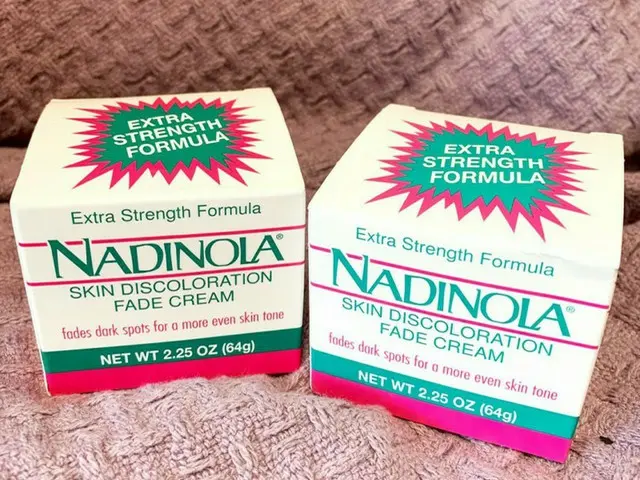 EXTRA
STRENGTH
FORMULA
Extra Strength Formula
NADINOLA®
SKIN DISCOLORATION
FADE CREAM
fades dark spots for a more even skin tone
NET WT 2.25 OZ (64g)
EXTRA
STRENGTH
FORMULA
Extra Strength Formula
NADINOLA®
SKIN DISCOLORATION
FADE CREAM
fades dark spots for a more even skin tone
NET WT 2.25 OZ (64g)